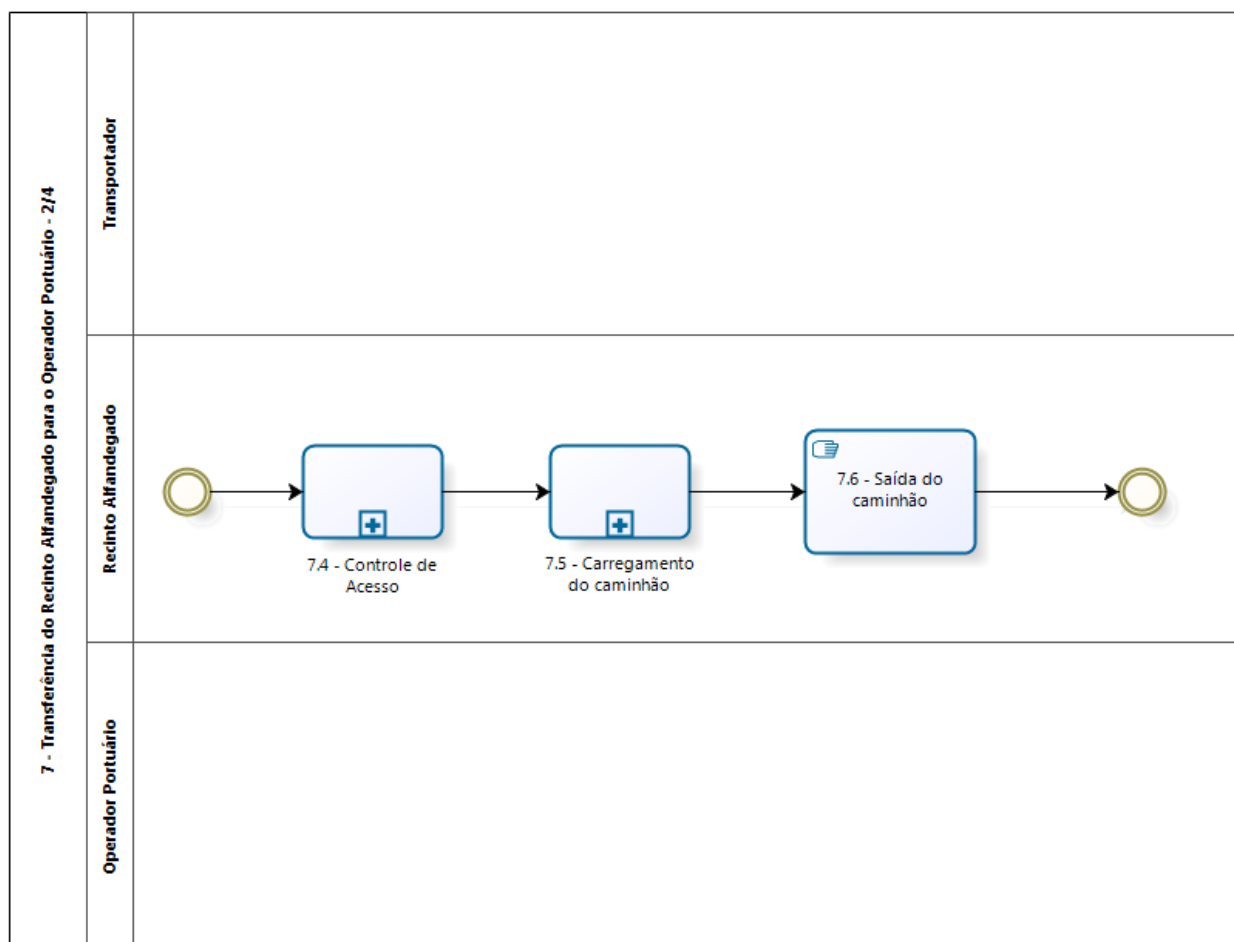 7 - Transferência do Recinto Alfandegado para o Operador Portuário - 2/4
Transportador
Recinto Alfandegado
7.4 - Controle de
Acesso
7.5 - Carregamento
do caminhão
7.6 - Saída do
caminhão
Operador Portuário